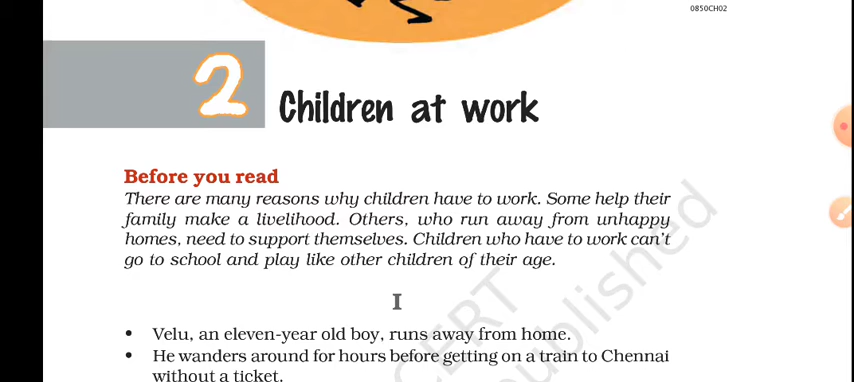 0850CH02
2
Children at work
Before you read
There are many reasons why children have to work. Some help their
family make a livelihood. Others, who run away from unhappy
homes, need to support themselves. Children who have to work can't
go to school and play like other children of their age.
I
• Velu, an eleven-year old boy, runs away from home.
• He wanders around for hours before getting on a train to Chennai
without a ticket.
CERT
published